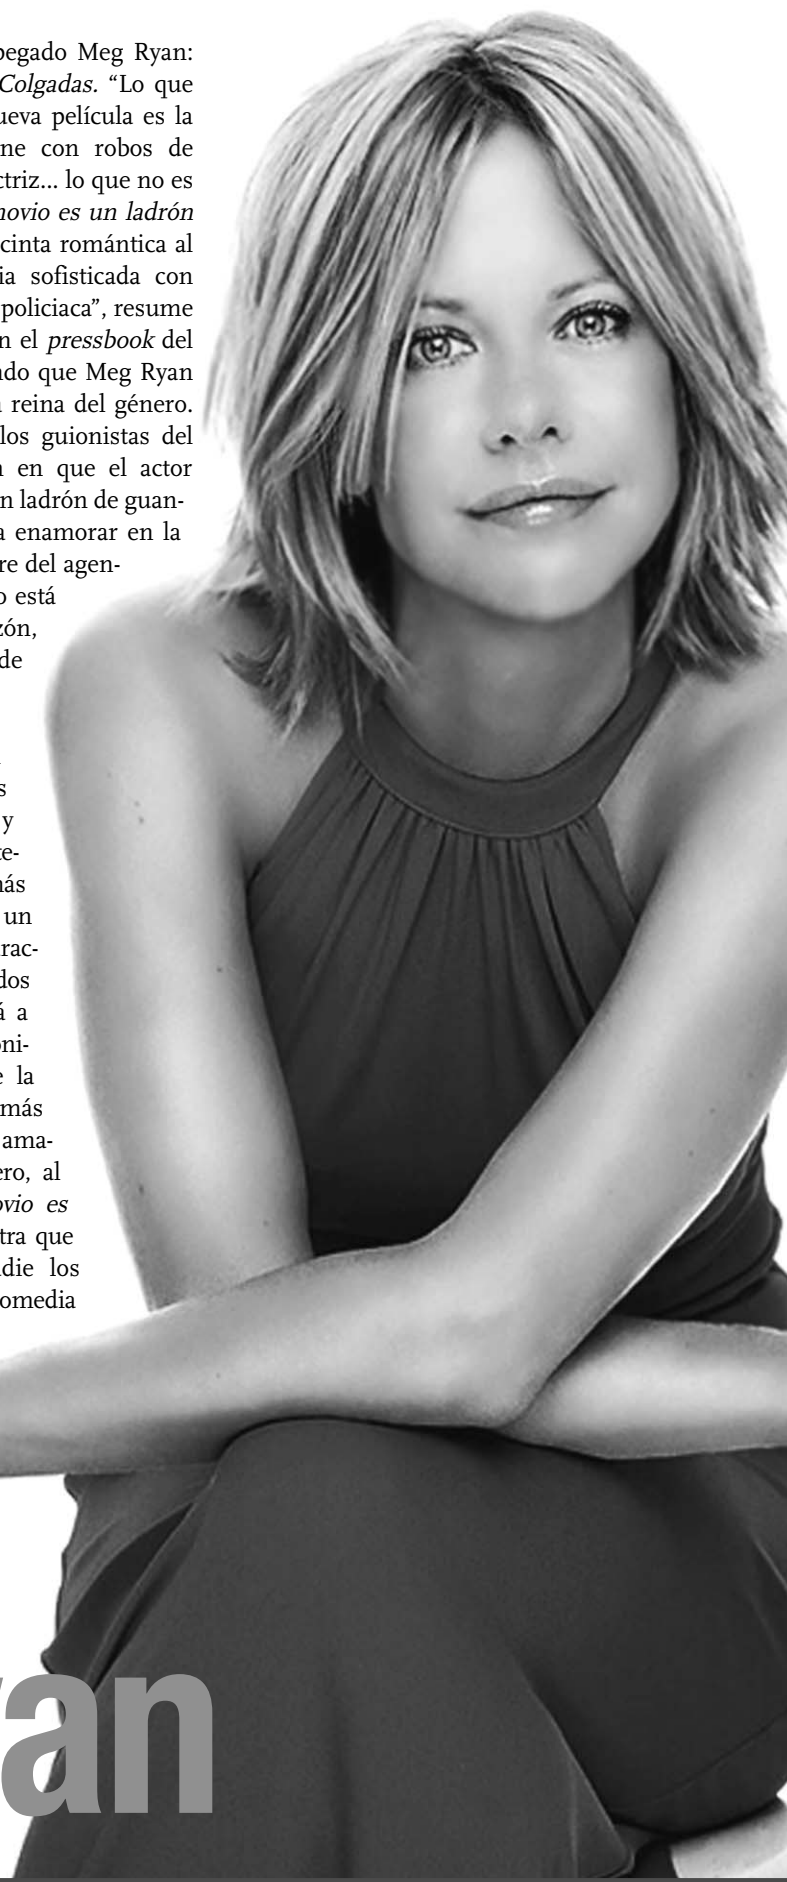 pegado Meg Ryan:
Colgadas. “Lo que
ueva película es la
ne con robos de
ctriz... lo que no es
novio es un ladrón
cinta romántica al
ia sofisticada con
policiaca”, resume
n el pressbook del
ndo que Meg Ryan
a reina del género.
los guionistas del
n en que el actor
n ladrón de guan-
a enamorar en la
re del agen-
o está
zón,
de
s
y
te-
más
un
rac-
dos
á a
oni-
e la
más
ama-
ero, al
ovio es
tra que
die los
omedia
yan